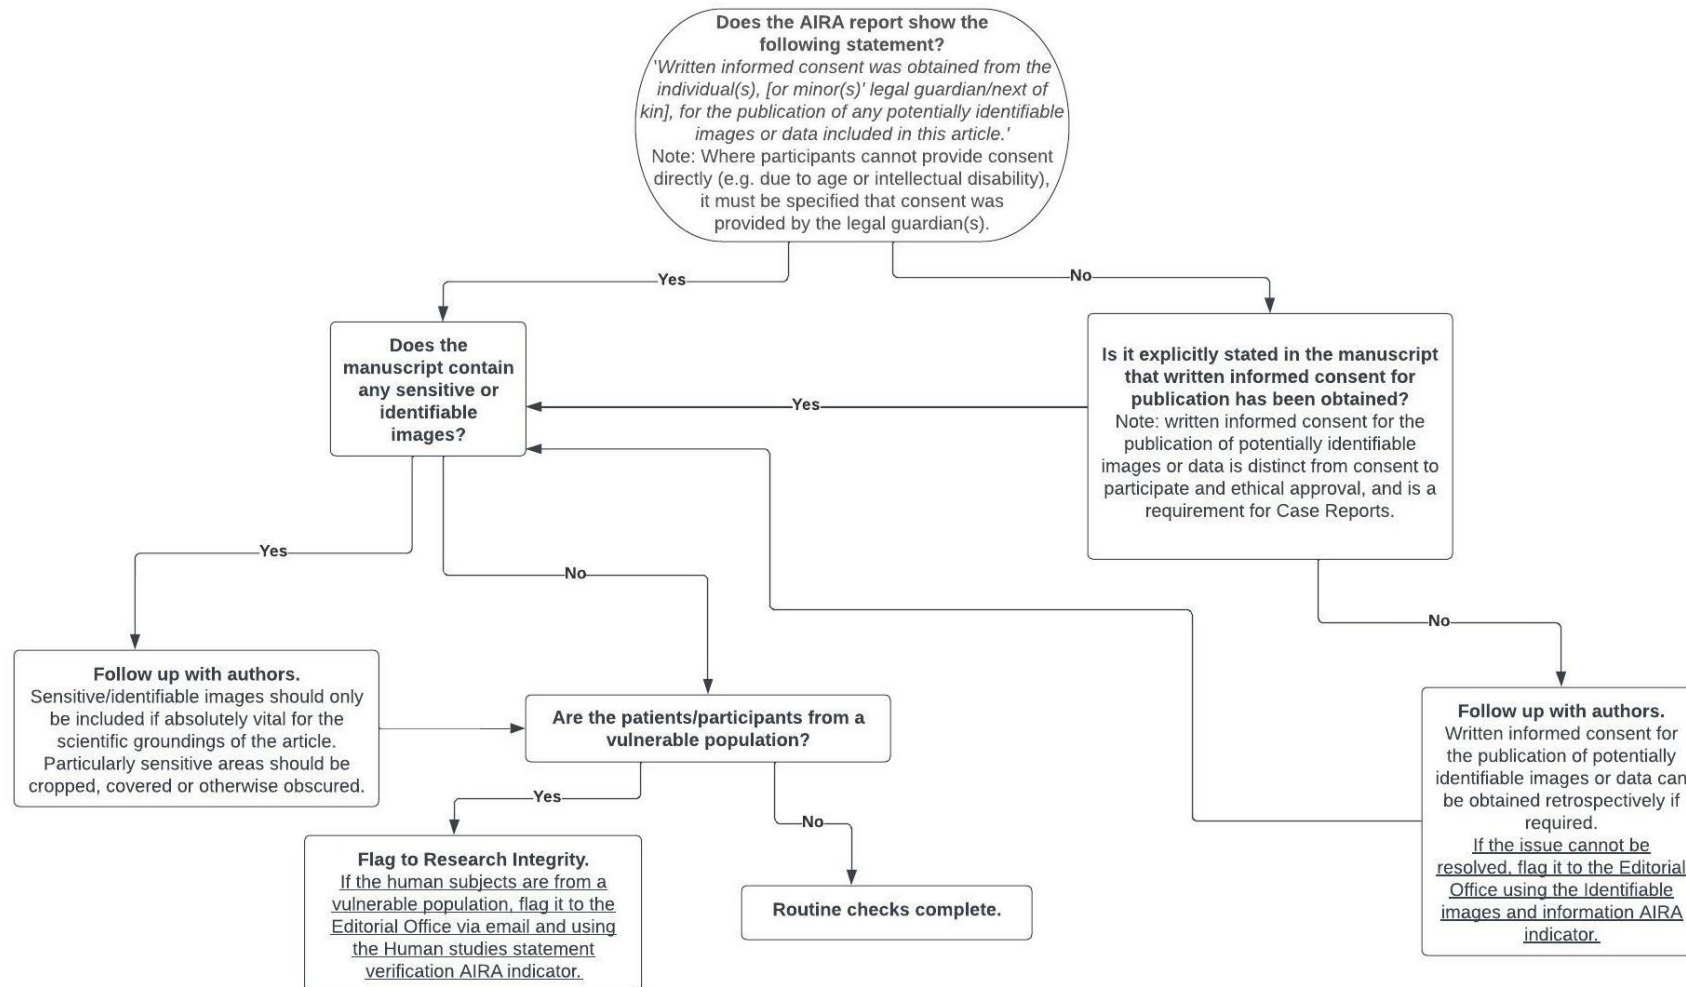 Does the AIRA report show the
following statement?
'Written informed consent was obtained from the
individual(s), [or minor(s)' legal guardian/next of
kin], for the publication of any potentially identifiable
images or data included in this article.'
Note: Where participants cannot provide consent
directly (e.g. due to age or intellectual disability),
it must be specified that consent was
provided by the legal guardian(s).
Yes
No
Does the
manuscript contain
any sensitive or
identifiable
images?
Yes
Is it explicitly stated in the manuscript
that written informed consent for
publication has been obtained?
Note: written informed consent for the
publication of potentially identifiable
images or data is distinct from consent to
participate and ethical approval, and is a
requirement for Case Reports.
Yes
No
No
Follow up with authors.
Sensitive/identifiable images should only
be included if absolutely vital for the
scientific groundings of the article.
Particularly sensitive areas should be
cropped, covered or otherwise obscured.
Are the patients/participants from a
vulnerable population?
Follow up with authors.
Written informed consent for
the publication of potentially
identifiable images or data can
be obtained retrospectively if
required.
If the issue cannot be
resolved, flag it to the Editorial
Office using the Identifiable
images and information AIRA
indicator.
Yes
No
Flag to Research Integrity.
If the human subjects are from a
vulnerable population, flag it to the
Editorial Office via email and using
the Human studies statement
verification AIRA indicator.
Routine checks complete.